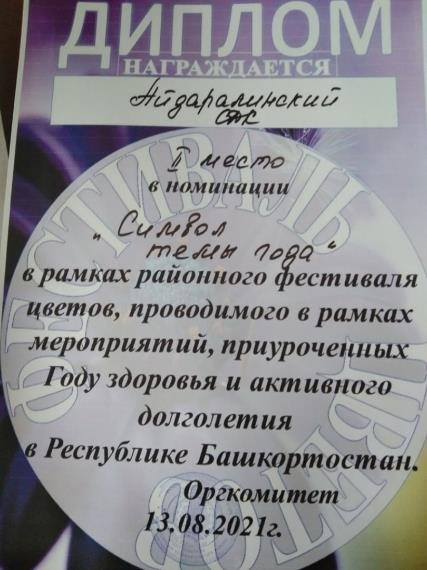 ДИПЛОМ
НАГРАЖДАЕТСЯ
Айдаралинский
СДК
II место
в номинации
"Символ
темы года"
в рамках районного фестиваля
цветов, проводимого в рамках
мероприятий, приуроченных
Году здоровья и активного
долголетия
в Республике Башкортостан.
Оргкомитет
13.08.2021г.
ФЕСТИВАЛЬ ЦВЕТОВ